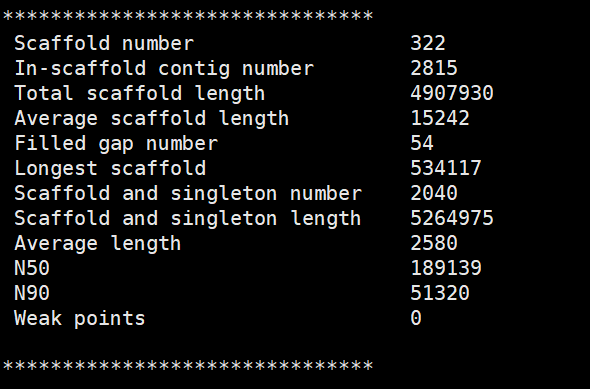 *******************************
Scaffold number 322
In-scaffold contig number 2815
Total scaffold length 4907930
Average scaffold length 15242
Filled gap number 54
Longest scaffold 534117
Scaffold and singleton number 2040
Scaffold and singleton length 5264975
Average length 2580
N50 189139
N90 51320
Weak points 0
*******************************